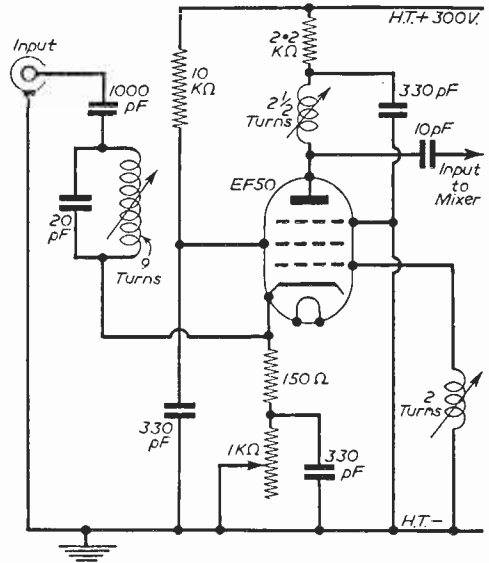 H.T.+ 300V.
Input
2·2
KΩ
1000
pF
10
KΩ
2½
Turns
330 pF
10pF
Input
to
Mixer
EF50
20
pF
9
Turns
150Ω
2
Turns
330
pF
1KΩ
330
pF
H.T.-